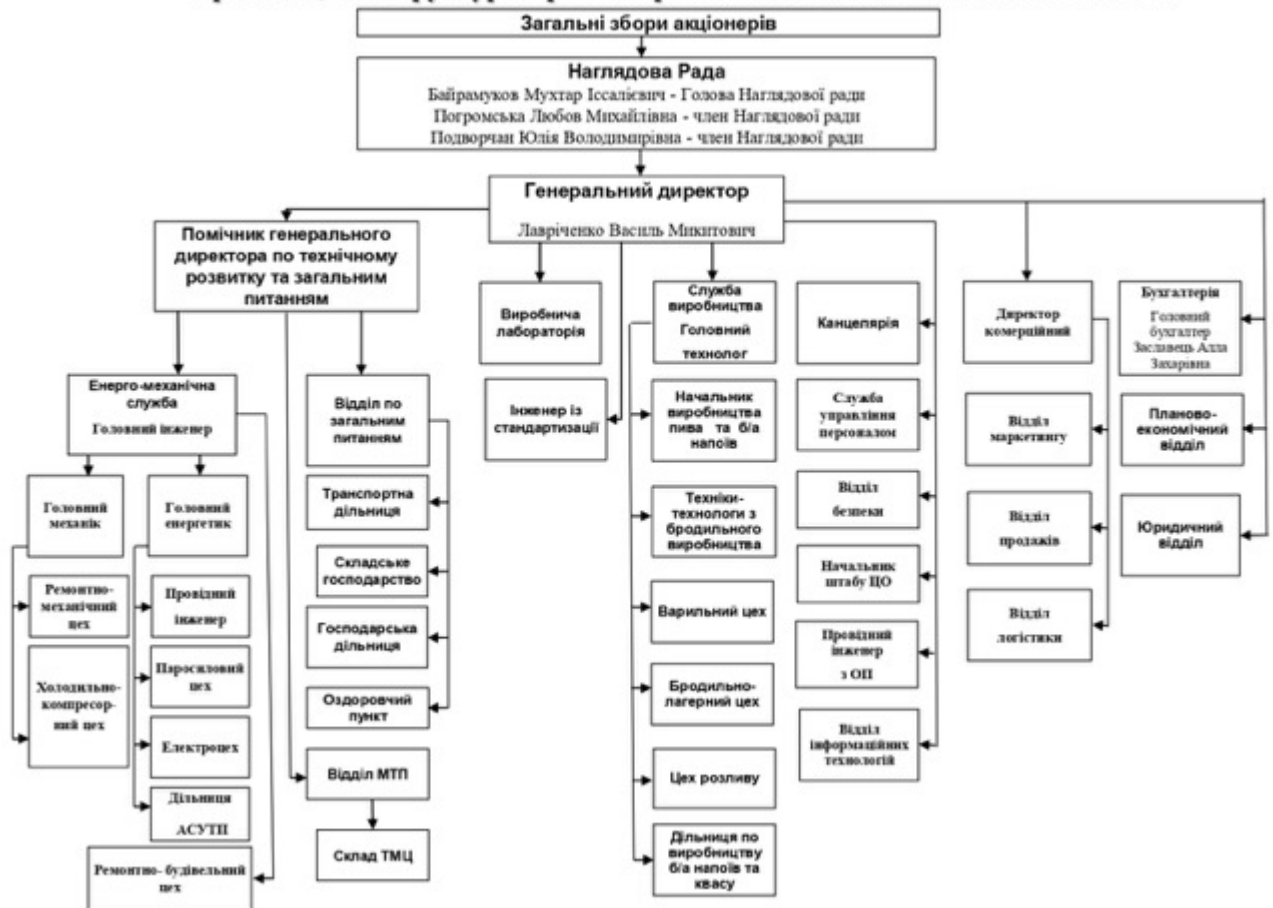 Загальні збори акціонерів
Наглядова Рада
Байрамуков Мухтар Іссалієвич - Голова Наглядової ради
Погромська Любов Михайлівна - член Наглядової ради
Подворчан Юлія Володимирівна - член Наглядової ради
Генеральний директор
Лавріченко Василь Микитович
Помічник генерального
директора по технічному
розвитку та загальним
питанням
Виробнича
лабораторія
Служба
виробництва
Головний
технолог
Канцелярія
Директор
комерційний
Бухгалтерія
Головний
бухгалтер
Заславець Алла
Захарівна
Енерго-механічна
служба
Головний інженер
Відділ по
загальним
питанням
Інженер із
стандартизації
Начальник
виробництва
пива та б/а
напоїв
Служба
управління
персоналом
Відділ
маркетингу
Планово-
економічний
відділ
Головний
механік
Головний
енергетик
Транспортна
дільниця
Техніки-
технологи з
бродильного
виробництва
Відділ
безпеки
Відділ
продажів
Юридичний
відділ
Складське
господарство
Начальник
штабу ЦО
Ремонтно-
механічний
цех
Провідний
інженер
Господарська
дільниця
Варильний цех
Провідний
інженер
з ОП
Відділ
логістики
Холодильно-
компресор-
ний цех
Паросиловий
цех
Оздоровчий
пункт
Бродильно-
лагерний цех
Відділ
інформаційних
технологій
Електроцех
Відділ МТП
Цех розливу
Дільниця
АСУТП
Склад ТМЦ
Дільниця по
виробництву
б/а напоїв та
квасу
Ремонтно- будівельний
цех